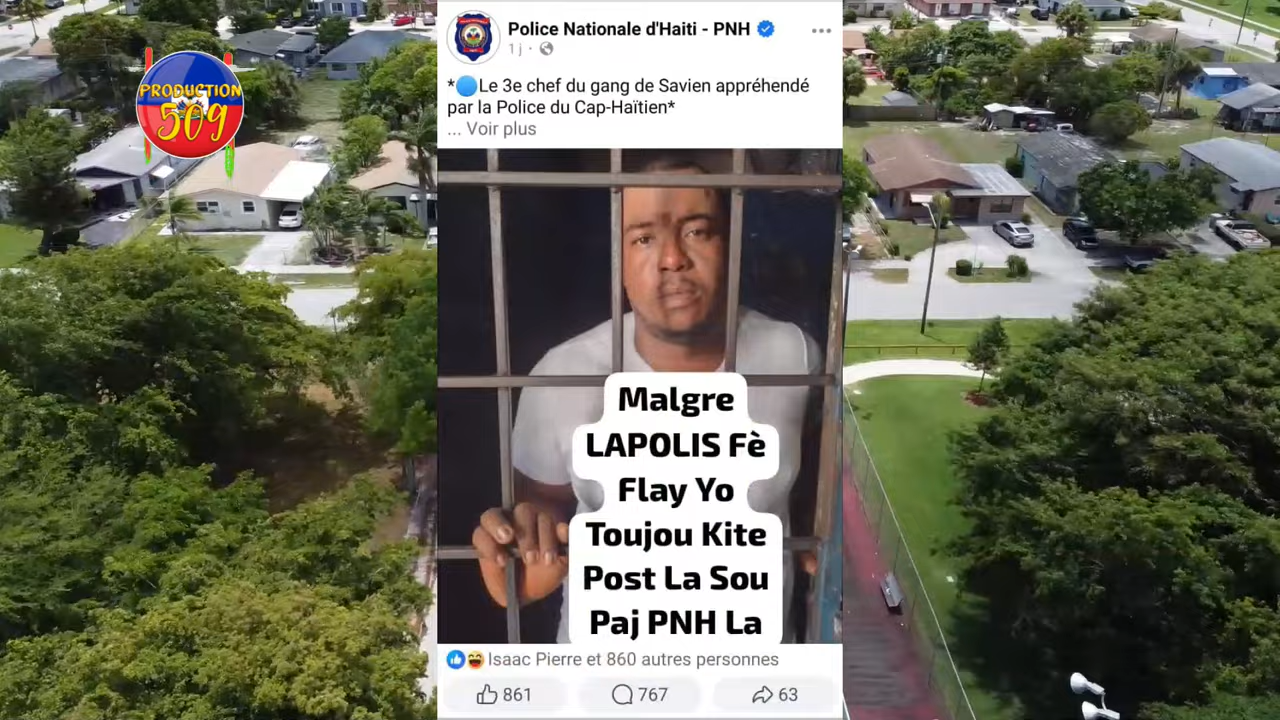 PRODUCTION
509
Police Nationale d'Haiti - PNH
1 j ·
*🔵Le 3e chef du gang de Savien appréhendé
par la Police du Cap-Haïtien*
... Voir plus
Malgre
LAPOLIS Fè
Flay Yo
Toujou Kite
Post La Sou
Paj PNH La
Isaac Pierre et 860 autres personnes
861
767
63